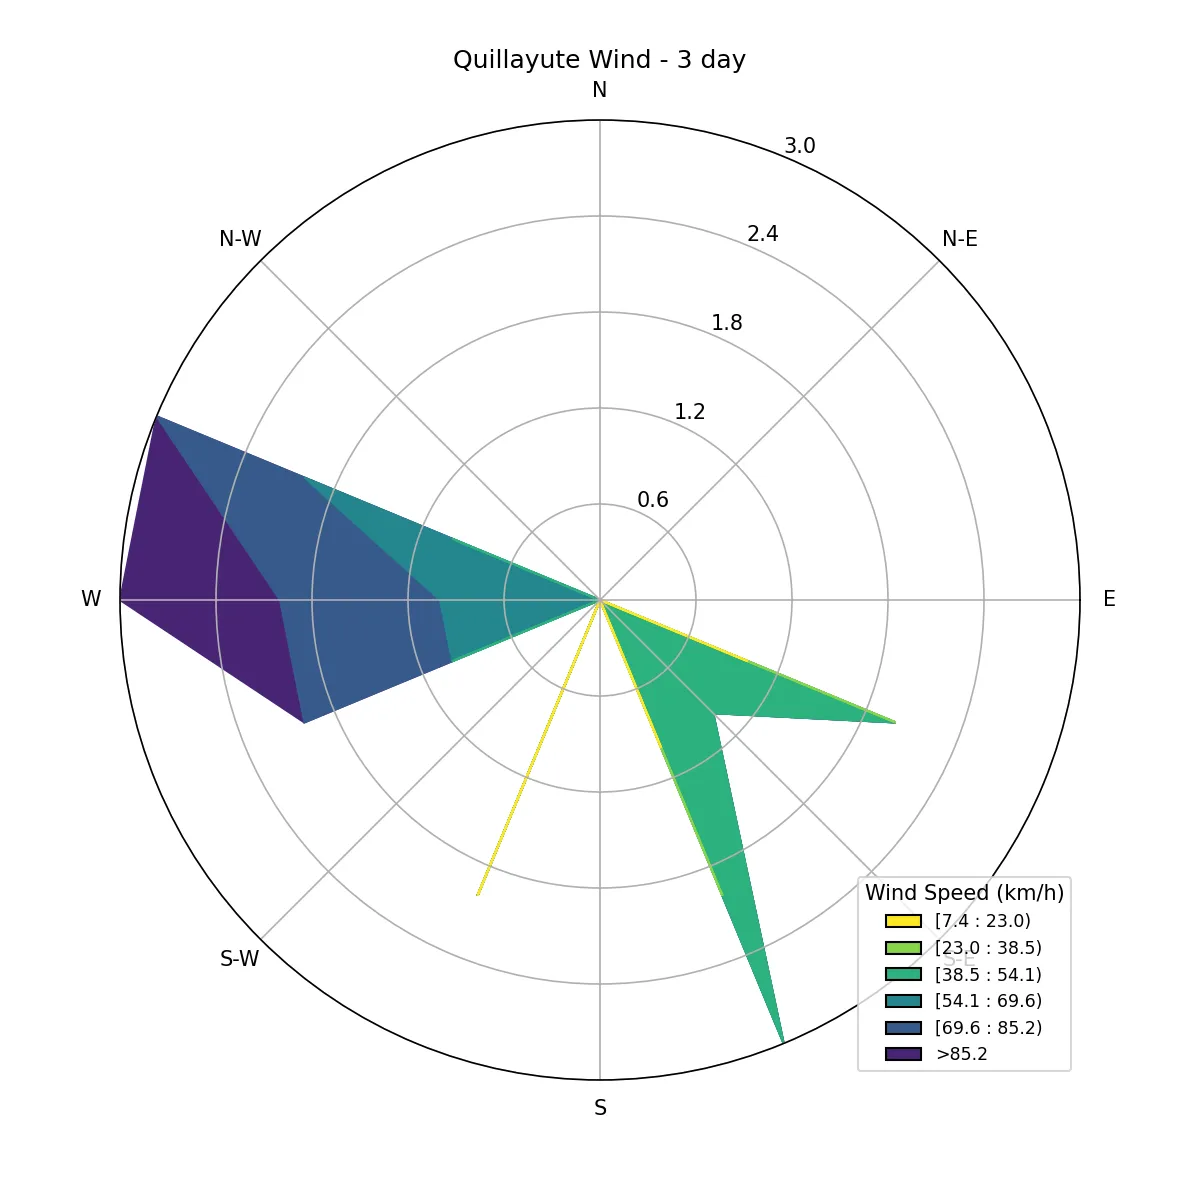 Quillayute Wind - 3 day
N
3.0
N-W
2.4
N-E
1.8
1.2
0.6
W
E
S-W
S-E
S
Wind Speed (km/h)
[7.4 : 23.0)
[23.0 : 38.5)
[38.5 : 54.1)
[54.1 : 69.6)
[69.6 : 85.2)
>85.2